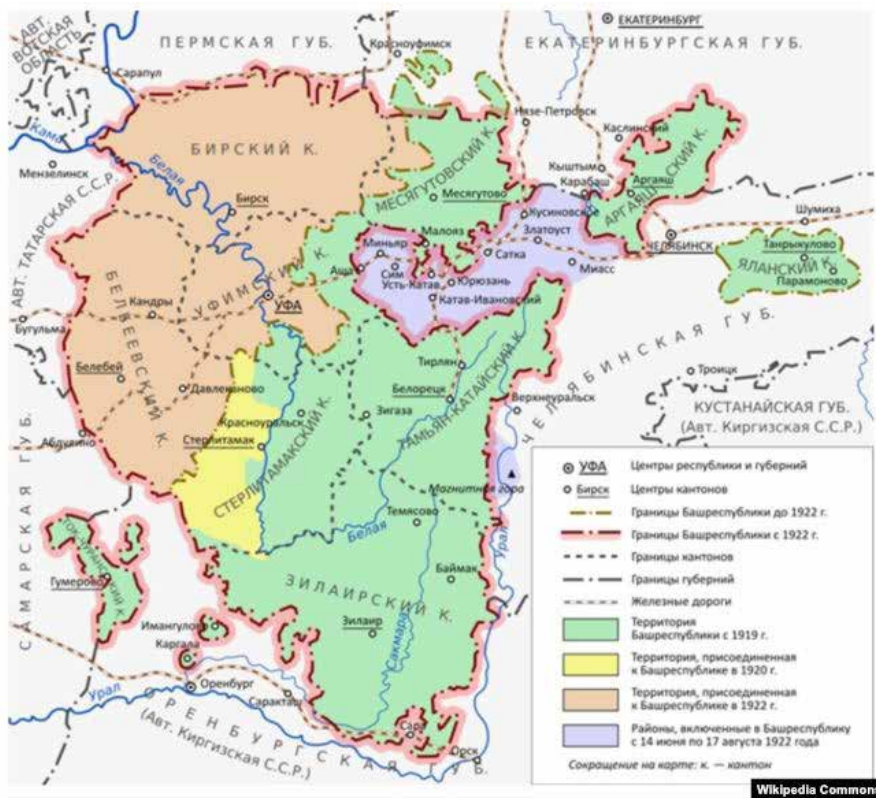 АВТ.
ВОТСКАЯ
ОБЛАСТЬ
ПЕРМСКАЯ ГУБ.
ЕКАТЕРИНБУРГ
ЕКАТЕРИНБУРГСКАЯ ГУБ.
Красноуфимск
Сарапул
Кама
Мензелинск
Белая
БИРСКИЙ К.
Бирск
Нязе-Петровск
Каслинский
Кыштым
Карабаш
Аргаяш
АРГАЯШСКИЙ К.
МЕСЯГУТОВСКИЙ К.
Месягутово
Кусиновское
Малояз
Златоуст
Миньяр
Сатка
Миасс
Аша
Сим
Усть-Катав
Юрюзань
Катав-Ивановский
ЧЕЛЯБИНСК
Шумиха
Танрыкулово
ЯЛАНСКИЙ К.
Парамоново
АВТ. ТАТАРСКАЯ С.С.Р.
УФИМСКИЙ К.
УФА
БЕЛЕБЕЕВСКИЙ К.
Кандры
Бугульма
Белебей
Давлеканово
Абдулино
Тирлян
Белорецк
Верхнеуральск
Троицк
ЧЕЛЯБИНСКАЯ ГУБ.
КУСТАНАЙСКАЯ ГУБ.
(Авт. Киргизская С.С.Р.)
Красноуральск
Зигаза
Стерлитамак
СТЕРЛИТАМАКСКИЙ К.
ТАМЬЯН-КАТАЙСКИЙ К.
Магнитная гора
Темясово
Белая
Урал
Баймак
ЗИЛАИРСКИЙ К.
Зилаир
Сакмара
САМАРСКАЯ ГУБ.
ТОК-ЧУРАНСКИЙ К.
Гумерово
Имангулово
Каргала
Оренбург
Саракташ
Урал
Сара
Орск
ОРЕНБУРГСКАЯ ГУБ.
(Авт. Киргизская С.С.Р.)
УФА Центры республики и губерний
Бирск Центры кантонов
Границы Башреспублики до 1922 г.
Границы Башреспублики с 1922 г.
Границы кантонов
Границы губерний
Железные дороги
Территория
Башреспублики с 1919 г.
Территория, присоединенная
к Башреспублике в 1920 г.
Территория, присоединенная
к Башреспублике в 1922 г.
Районы, включенные в Башреспублику
с 14 июня по 17 августа 1922 года
Сокращение на карте: к. — кантон
Wikipedia Commons